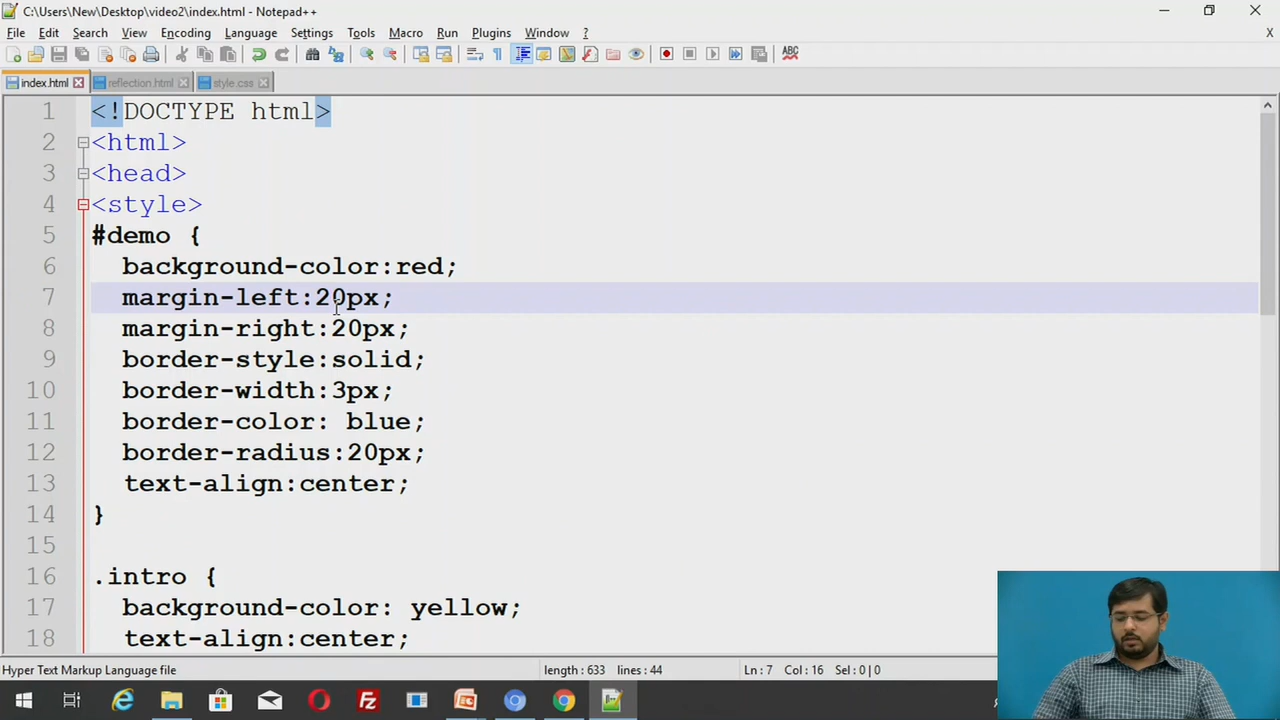 C:\Users\New\Desktop\video2\index.html - Notepad++
File Edit Search View Encoding Language Settings Tools Macro Run Plugins Window ? X
ABC
index.html reflection.html style.css
1 <!DOCTYPE html>
2 <html>
3 <head>
4 <style>
5 #demo {
6 background-color:red;
7 margin-left:20px;
8 margin-right:20px;
9 border-style:solid;
10 border-width:3px;
11 border-color: blue;
12 border-radius:20px;
13 text-align:center;
14 }
15
16 .intro {
17 background-color: yellow;
18 text-align:center;
Hyper Text Markup Language file length : 633 lines : 44 Ln : 7 Col : 16 Sel : 0 | 0